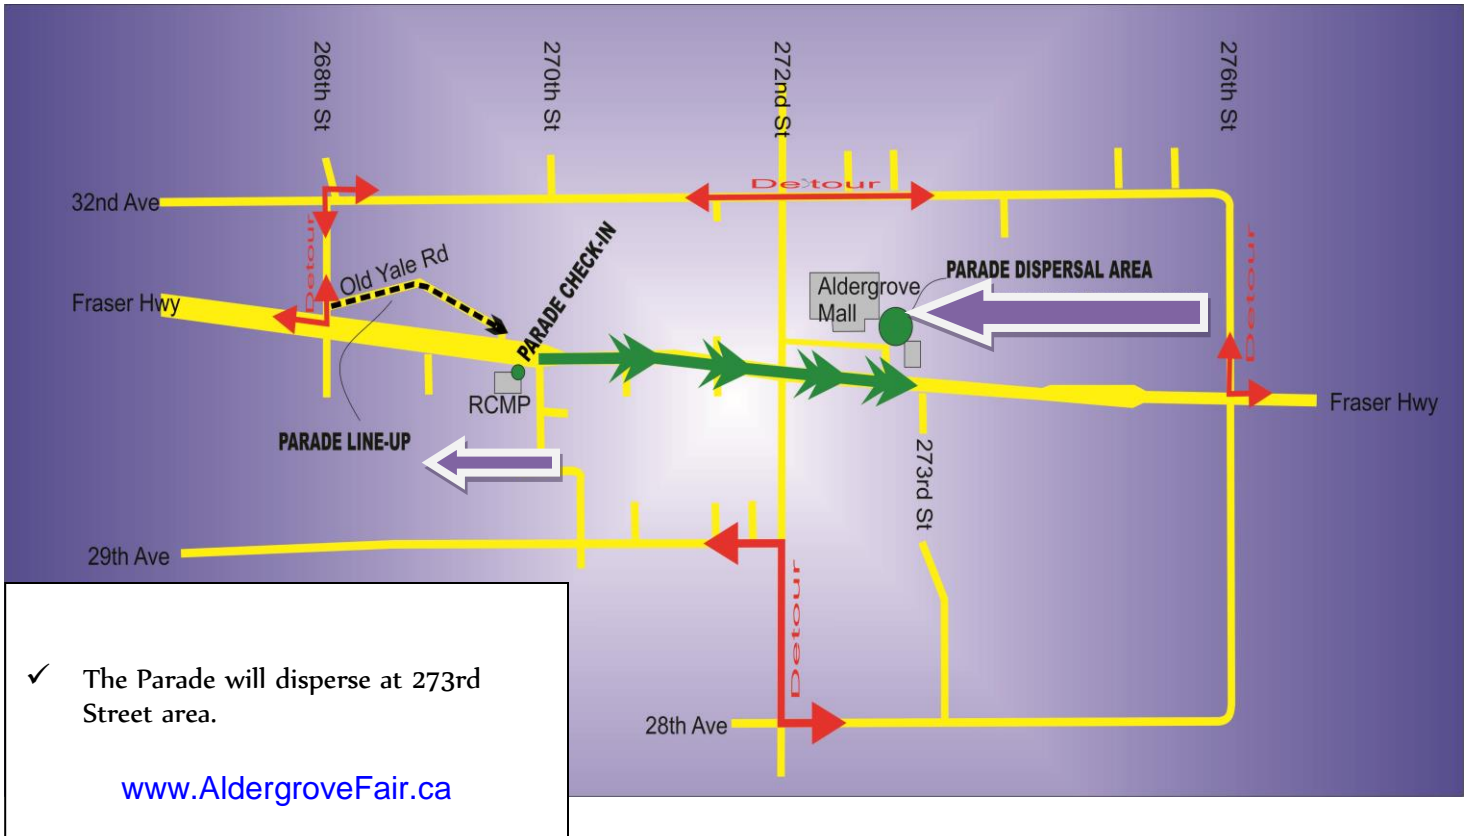 268th St
270th St
272nd St
276th St
32nd Ave
Detour
Detour
Old Yale Rd
PARADE CHECK-IN
Fraser Hwy
Aldergrove
Mall
PARADE DISPERSAL AREA
Detour
RCMP
PARADE LINE-UP
Fraser Hwy
273rd St
29th Ave
Detour
28th Ave
✓ The Parade will disperse at 273rd
Street area.
www.AldergroveFair.ca